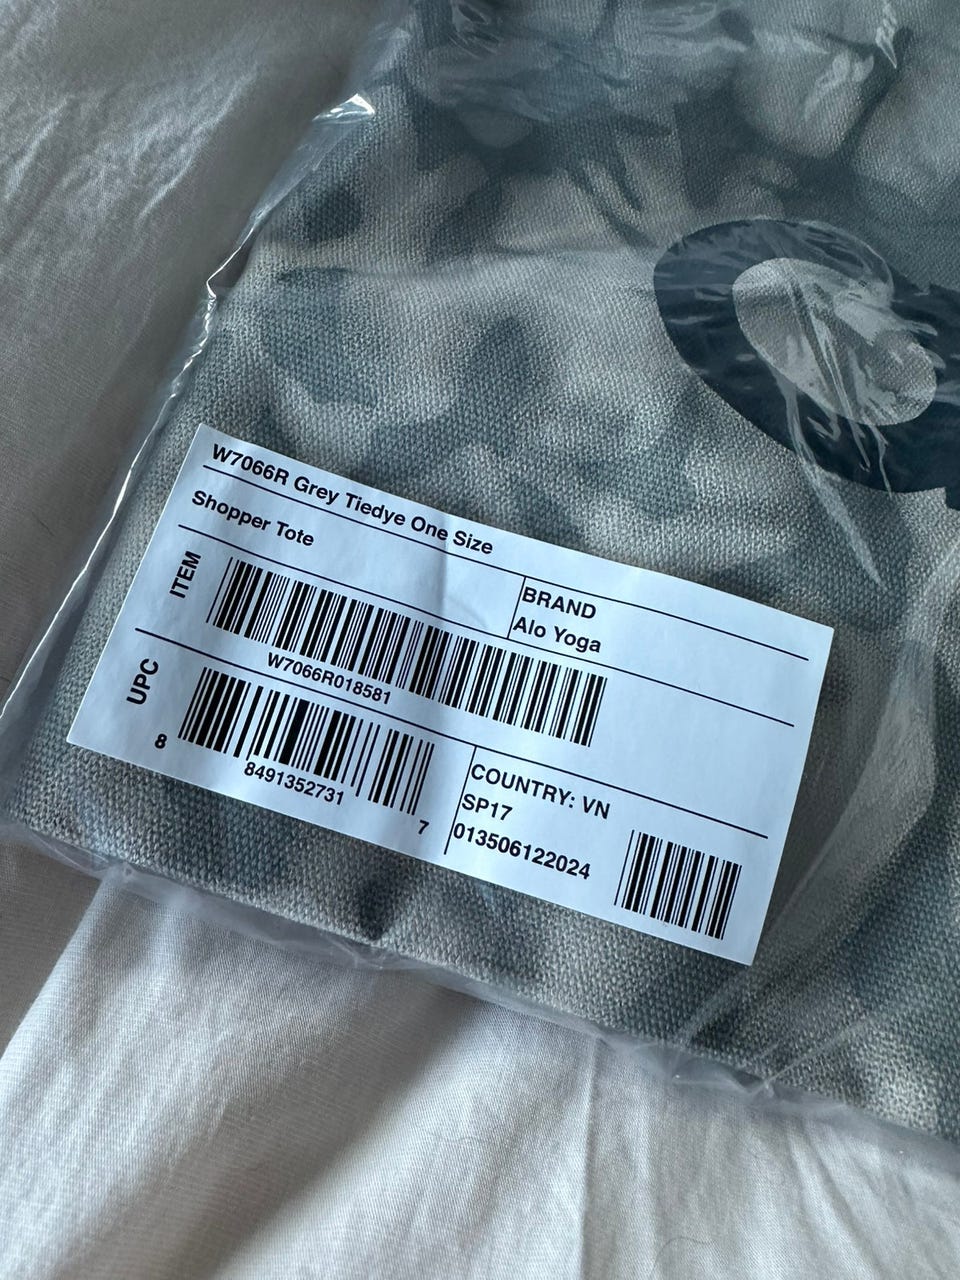 W7066R Grey Tiedye One Size
Shopper Tote
BRAND
Alo Yoga
ITEM
W7066R018581
UPC
8 8491352731 7
COUNTRY: VN
SP17
013506122024